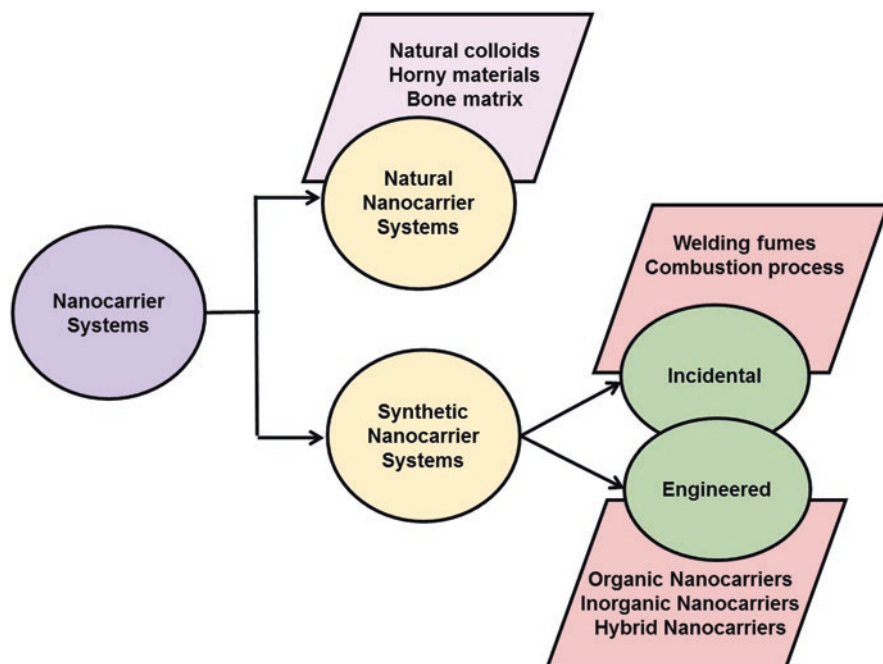 Natural colloids
Horny materials
Bone matrix
Natural
Nanocarrier
Systems
Nanocarrier
Systems
Welding fumes
Combustion process
Incidental
Synthetic
Nanocarrier
Systems
Engineered
Organic Nanocarriers
Inorganic Nanocarriers
Hybrid Nanocarriers